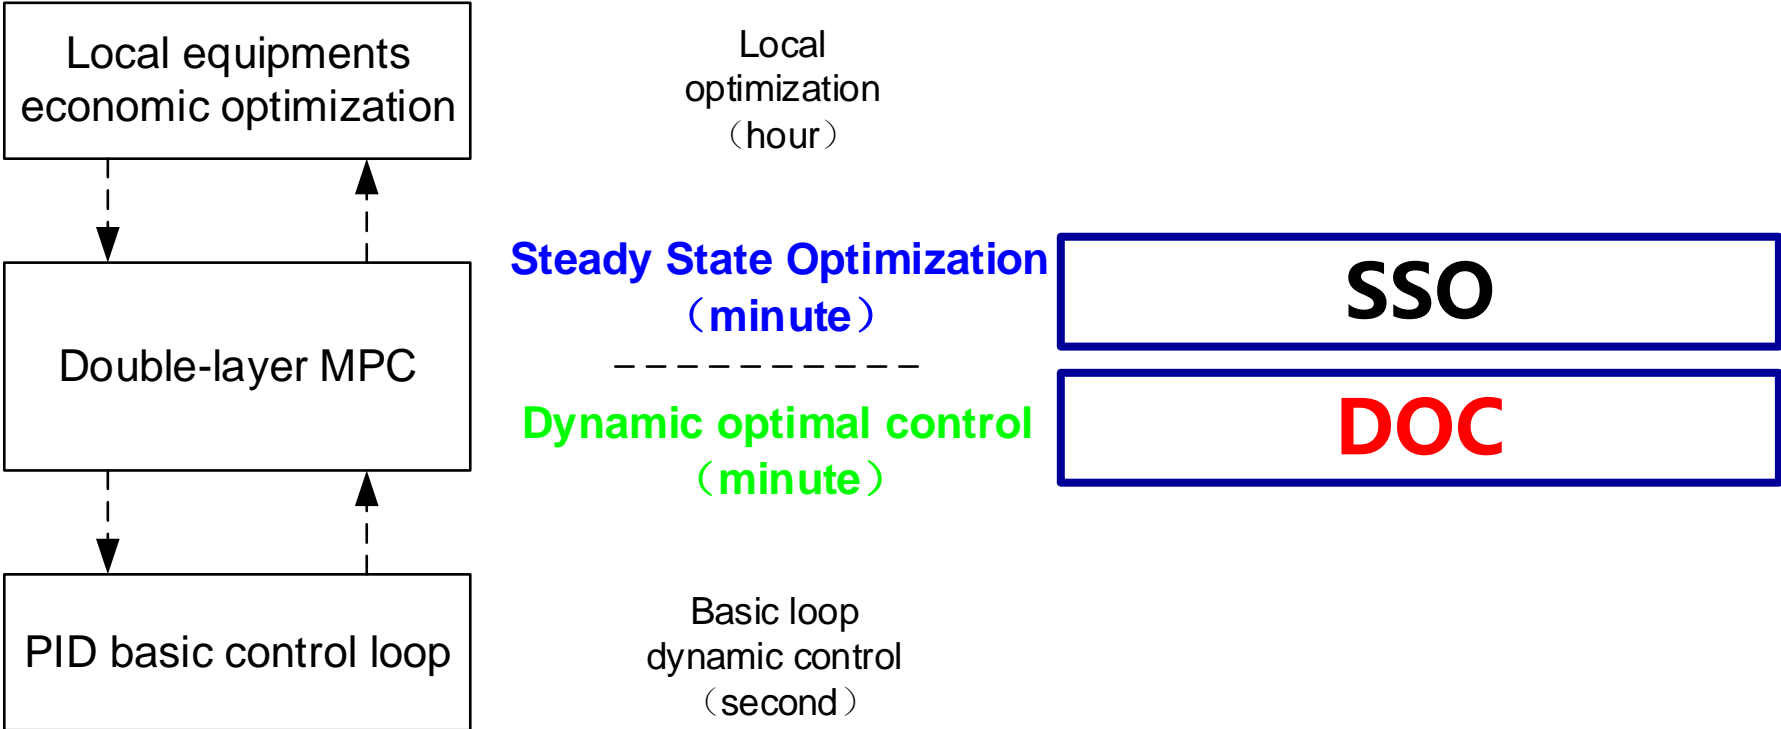 Local equipments
economic optimization
Local
optimization
（hour）
Steady State Optimization
（minute）
SSO
Double-layer MPC
Dynamic optimal control
（minute）
DOC
PID basic control loop
Basic loop
dynamic control
（second）